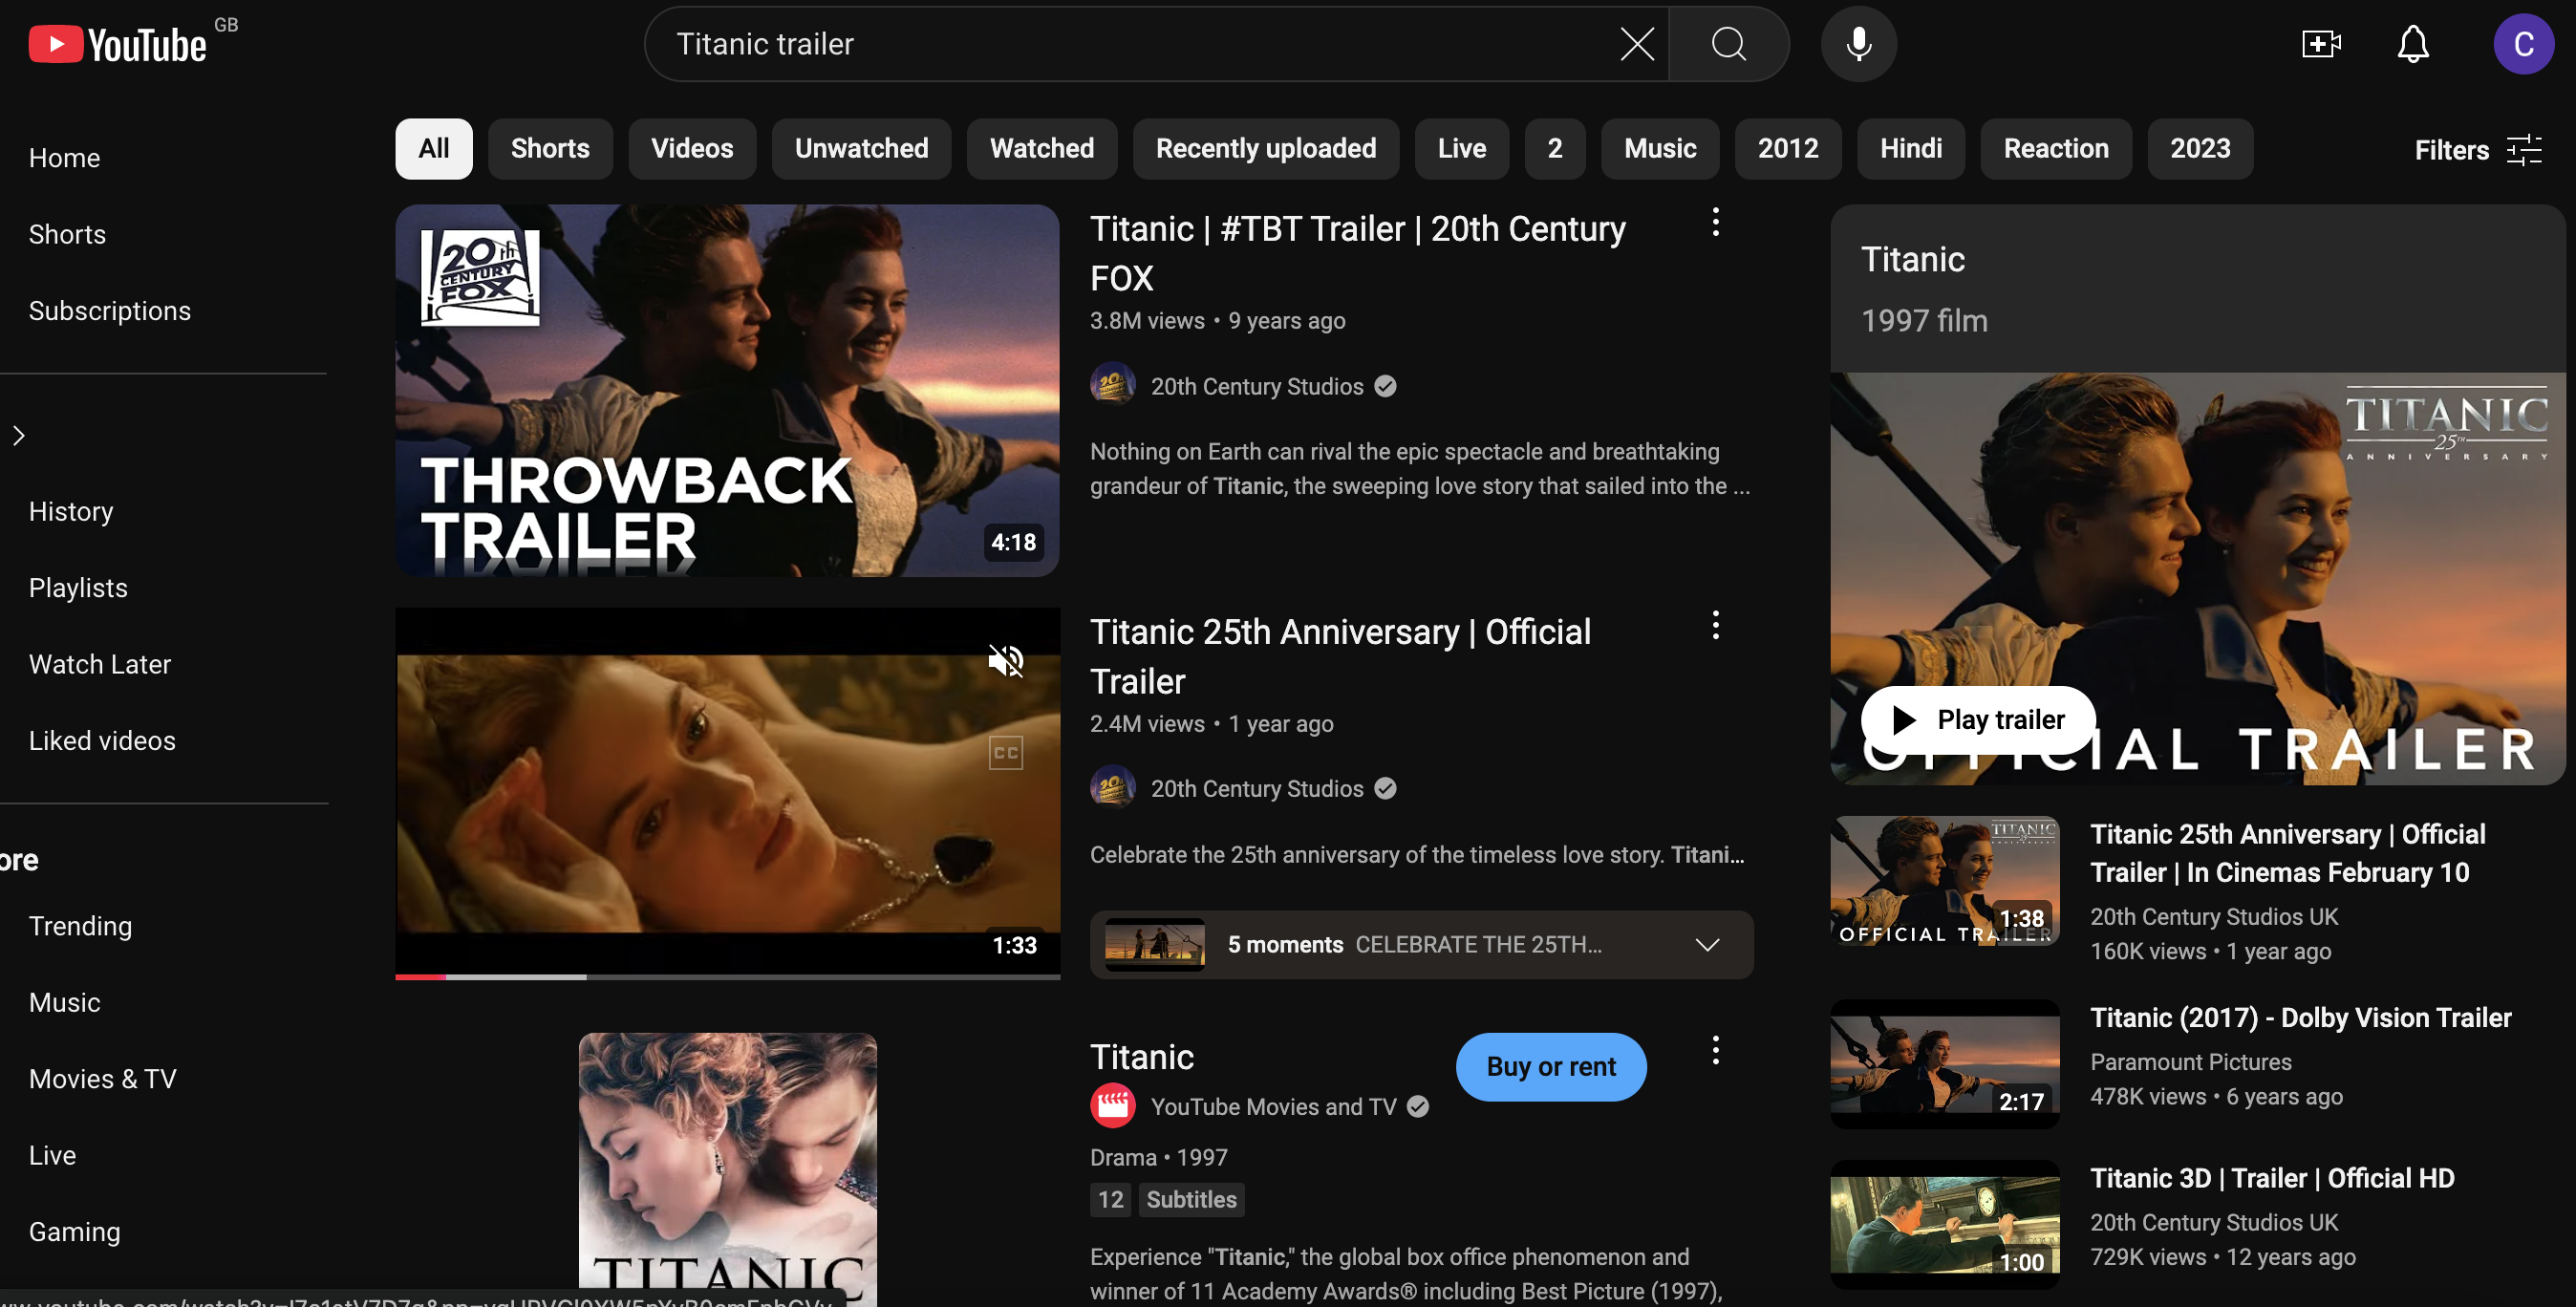 YouTube GB
Titanic trailer
C
Home
Shorts
Subscriptions
History
Playlists
Watch Later
Liked videos
ore
Trending
Music
Movies & TV
Live
Gaming
All Shorts Videos Unwatched Watched Recently uploaded Live 2 Music 2012 Hindi Reaction 2023 Filters
20th
CENTURY
FOX
THROWBACK
TRAILER
4:18
Titanic | #TBT Trailer | 20th Century
FOX
3.8M views • 9 years ago
20th Century Studios
Nothing on Earth can rival the epic spectacle and breathtaking
grandeur of Titanic, the sweeping love story that sailed into the ...
CC
1:33
Titanic 25th Anniversary | Official
Trailer
2.4M views • 1 year ago
20th Century Studios
Celebrate the 25th anniversary of the timeless love story. Titani...
5 moments CELEBRATE THE 25TH...
TITANIC
Titanic
Buy or rent
YouTube Movies and TV
Drama • 1997
12 Subtitles
Experience "Titanic," the global box office phenomenon and
winner of 11 Academy Awards® including Best Picture (1997),
Titanic
1997 film
TITANIC
25TH
ANNIVERSARY
Play trailer
OFFICIAL TRAILER
TITANIC
OFFICIAL TRAILER
1:38
Titanic 25th Anniversary | Official
Trailer | In Cinemas February 10
20th Century Studios UK
160K views • 1 year ago
2:17
Titanic (2017) - Dolby Vision Trailer
Paramount Pictures
478K views • 6 years ago
1:00
Titanic 3D | Trailer | Official HD
20th Century Studios UK
729K views • 12 years ago